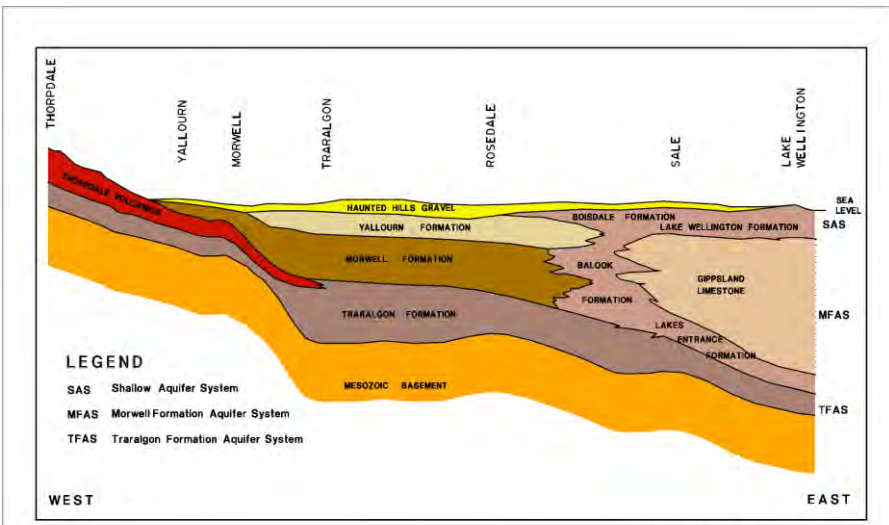 THORPDALE
YALLOURN
MORWELL
TRARALGON
ROSEDALE
SALE
LAKE
WELLINGTON
THORPDALE VOLCANICS
HAUNTED HILLS GRAVEL
SEA
LEVEL
BOISDALE FORMATION
SAS
YALLOURN FORMATION
LAKE WELLINGTON FORMATION
MORWELL FORMATION
BALOOK
FORMATION
GIPPSLAND
LIMESTONE
TRARALGON FORMATION
LAKES
ENTRANCE
FORMATION
MFAS
MESOZOIC BASEMENT
TFAS
LEGEND
SAS Shallow Aquifer System
MFAS Morwell Formation Aquifer System
TFAS Traralgon Formation Aquifer System
WEST
EAST